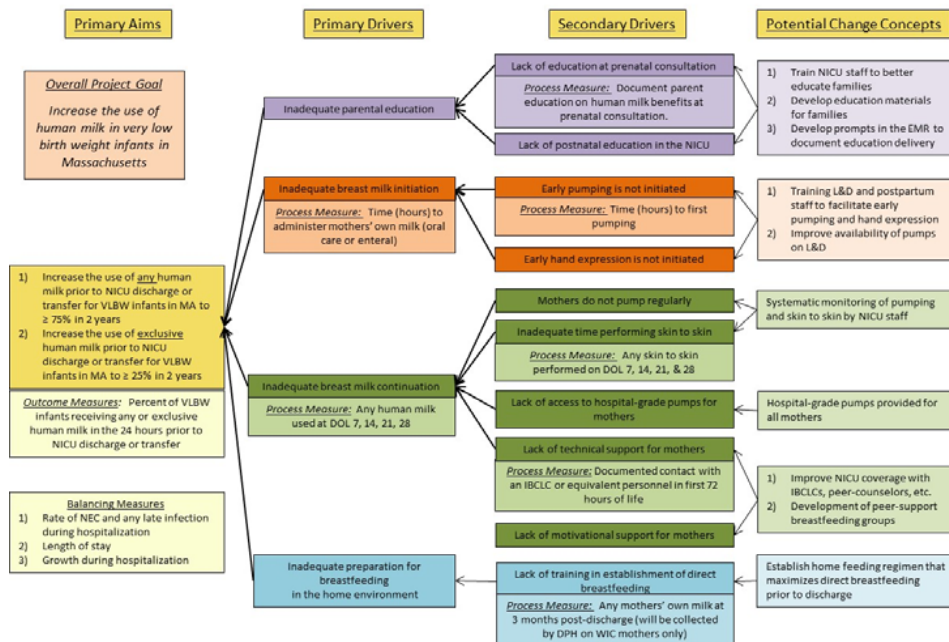 Primary Aims
Primary Drivers
Secondary Drivers
Potential Change Concepts
Overall Project Goal
Increase the use of
human milk in very low
birth weight infants in
Massachusetts
1) Increase the use of any human
milk prior to NICU discharge or
transfer for VLBW infants in MA to
≥ 75% in 2 years
2) Increase the use of exclusive
human milk prior to NICU
discharge or transfer for VLBW
infants in MA to ≥ 25% in 2 years
Outcome Measures: Percent of VLBW
infants receiving any or exclusive
human milk in the 24 hours prior to
NICU discharge or transfer
Balancing Measures
1) Rate of NEC and any late infection
during hospitalization
2) Length of stay
3) Growth during hospitalization
Inadequate parental education
Inadequate breast milk initiation
Process Measure: Time (hours) to
administer mothers' own milk (oral
care or enteral)
Inadequate breast milk continuation
Process Measure: Any human milk
used at DOL 7, 14, 21, 28
Inadequate preparation for
breastfeeding
in the home environment
Lack of education at prenatal consultation
Process Measure: Document parent
education on human milk benefits at
prenatal consultation.
Lack of postnatal education in the NICU
Early pumping is not initiated
Process Measure: Time (hours) to first
pumping
Early hand expression is not initiated
Mothers do not pump regularly
Inadequate time performing skin to skin
Process Measure: Any skin to skin
performed on DOL 7, 14, 21, & 28
Lack of access to hospital-grade pumps for
mothers
Lack of technical support for mothers
Process Measure: Documented contact with
an IBCLC or equivalent personnel in first 72
hours of life
Lack of motivational support for mothers
Lack of training in establishment of direct
breastfeeding
Process Measure: Any mothers' own milk at
3 months post-discharge (will be collected
by DPH on WIC mothers only)
1) Train NICU staff to better
educate families
2) Develop education materials
for families
3) Develop prompts in the EMR to
document education delivery
1) Training L&D and postpartum
staff to facilitate early
pumping and hand expression
2) Improve availability of pumps
on L&D
Systematic monitoring of pumping
and skin to skin by NICU staff
Hospital-grade pumps provided for
all mothers
1) Improve NICU coverage with
IBCLCs, peer-counselors, etc.
2) Development of peer-support
breastfeeding groups
Establish home feeding regimen that
maximizes direct breastfeeding
prior to discharge